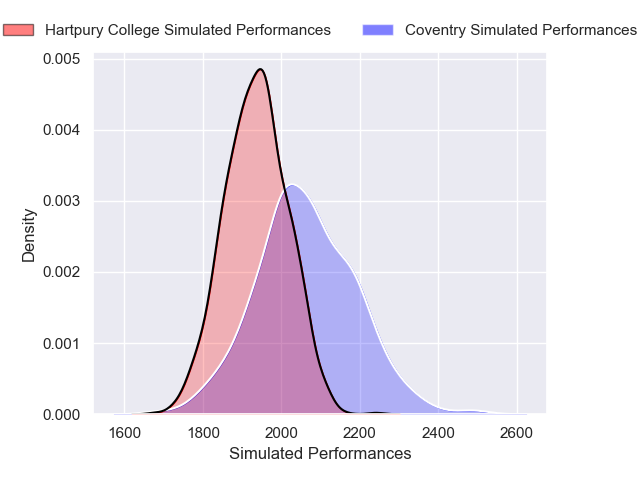 Hartpury College Simulated Performances
Coventry Simulated Performances
0.005
0.004
0.003
0.002
0.001
0.000
Density
1600 1800 2000 2200 2400 2600
Simulated Performances